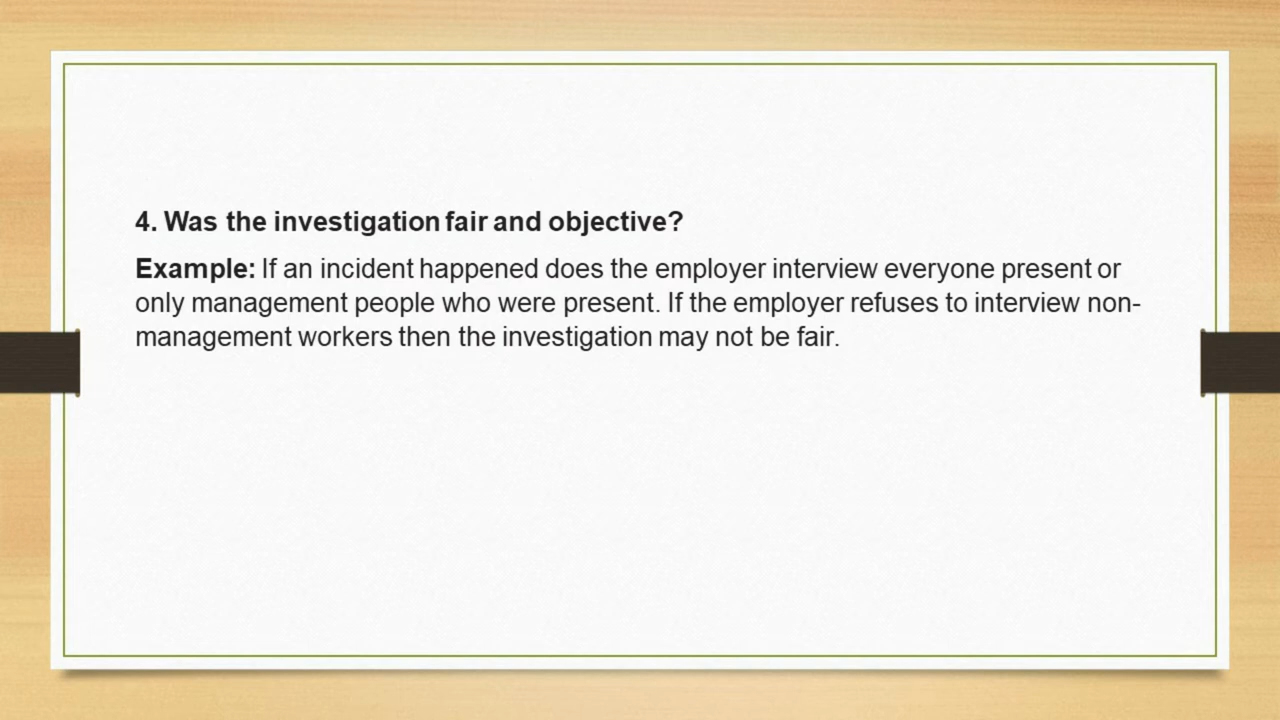 4. Was the investigation fair and objective?
Example: If an incident happened does the employer interview everyone present or
only management people who were present. If the employer refuses to interview non-
management workers then the investigation may not be fair.